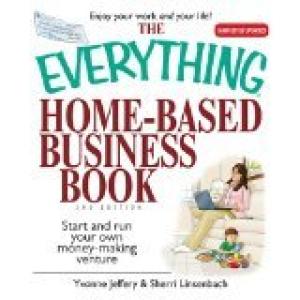 Enjoy your work and your life!
THE
EVERYTHING
HOME-BASED
BUSINESS
BOOK
2ND EDITION
Start and run
your own
money-making
venture
Yvonne Jeffery & Sherri Linsenbach